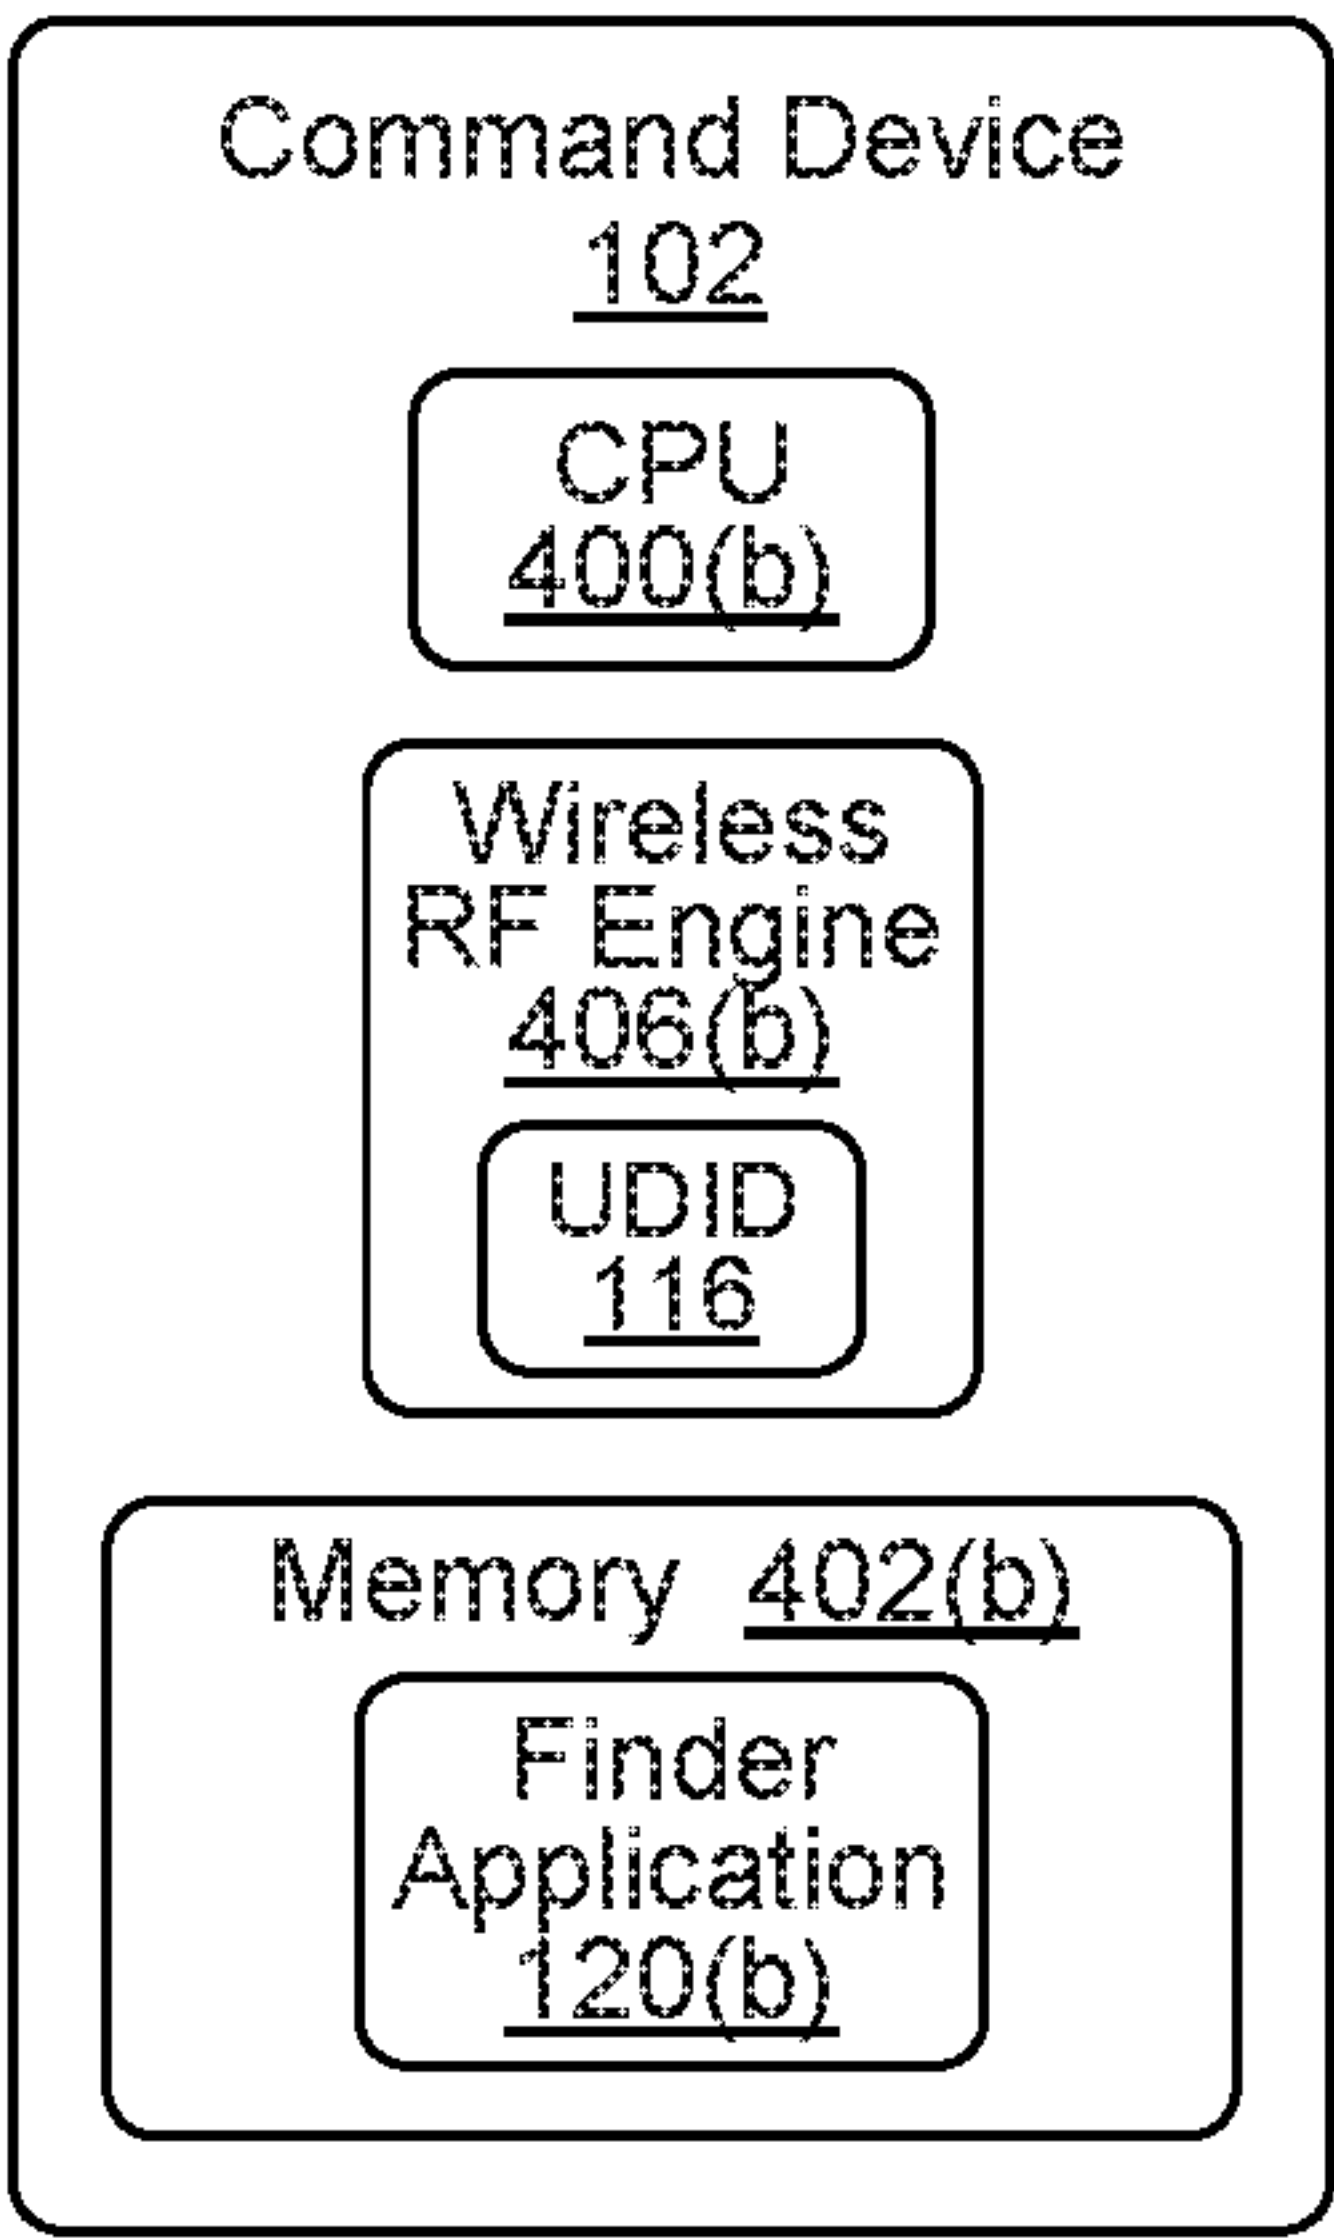 Command Device
102
CPU
400(b)
Wireless
RF Engine
406(b)
UDID
116
Memory 402(b)
Finder
Application
120(b)